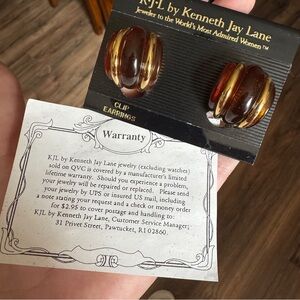 KJL by Kenneth Jay Lane
Jeweler to the World's Most Admired Women™
CLIP
EARRINGS
Warranty
KJL by Kenneth Jay Lane jewelry (excluding watches)
sold on QVC is covered by a manufacturer's limited
lifetime warranty. Should you experience a problem,
your jewelry will be repaired or replaced. Please send
your jewelry by UPS or insured US mail, including
a note stating your request and a check or money order
for $2.95 to cover postage and handling to:
KJL by Kenneth Jay Lane, Customer Service Manager,
31 Privet Street, Pawtucket, RI 02860.